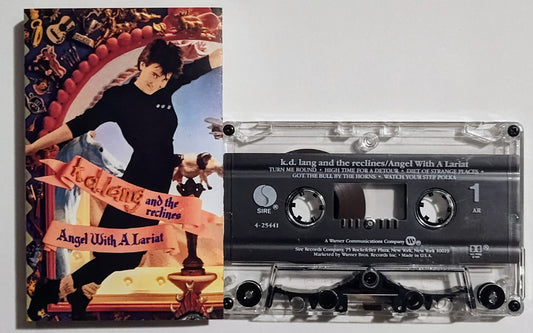 k.d. lang
and the
reclines
Angel With A Lariat
k.d. lang and the reclines/Angel With A Lariat
TURN ME ROUND · HIGH TIME FOR A DETOUR · DIET OF STRANGE PLACES ·
GOT THE BULL BY THE HORNS · WATCH YOUR STEP POLKA
SIRE
4-25441
1
AR
A Warner Communications Company
Sire Records Company 75 Rockefeller Plaza, New York, New York 10019
Marketed by Warner Bros. Records Inc. · Made in U.S.A.